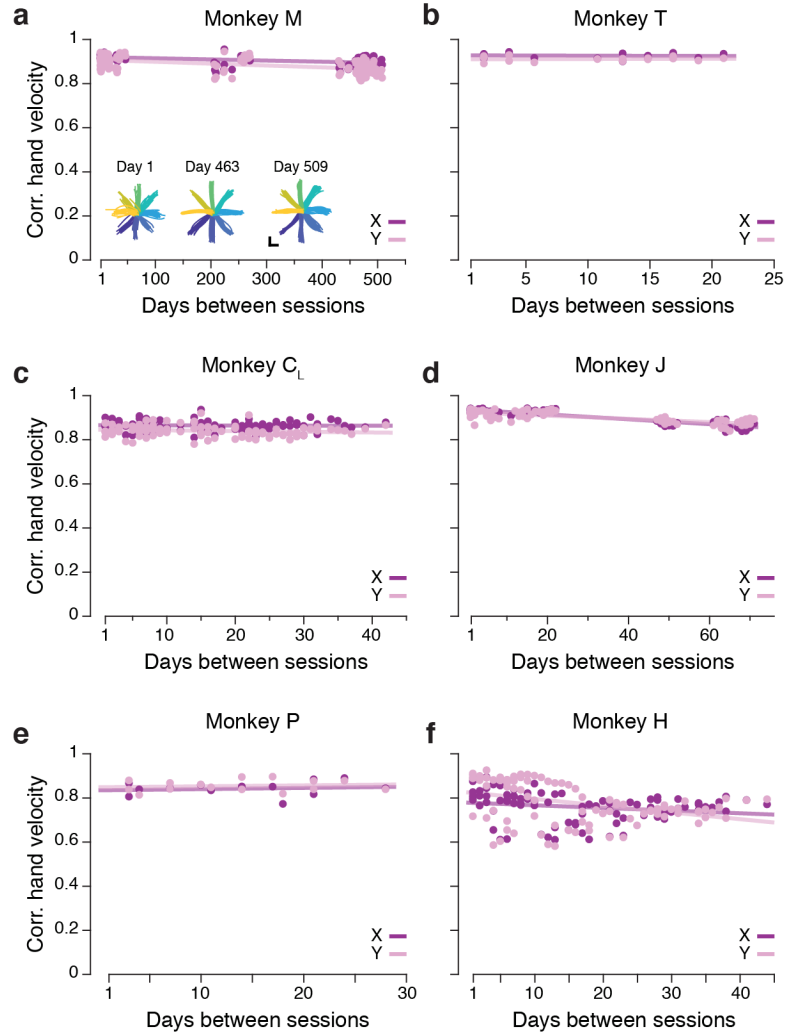 a
Monkey M
Corr. hand velocity
1
0.8
0.6
0.4
0.2
0
Day 1 Day 463 Day 509
X
Y
1 100 200 300 400 500
Days between sessions
b
Monkey T
X
Y
1 5 10 15 20 25
Days between sessions
c
Monkey CL
Corr. hand velocity
1
0.8
0.6
0.4
0.2
0
X
Y
1 10 20 30 40
Days between sessions
d
Monkey J
X
Y
1 20 40 60
Days between sessions
e
Monkey P
Corr. hand velocity
1
0.8
0.6
0.4
0.2
0
X
Y
1 10 20 30
Days between sessions
f
Monkey H
X
Y
1 10 20 30 40
Days between sessions